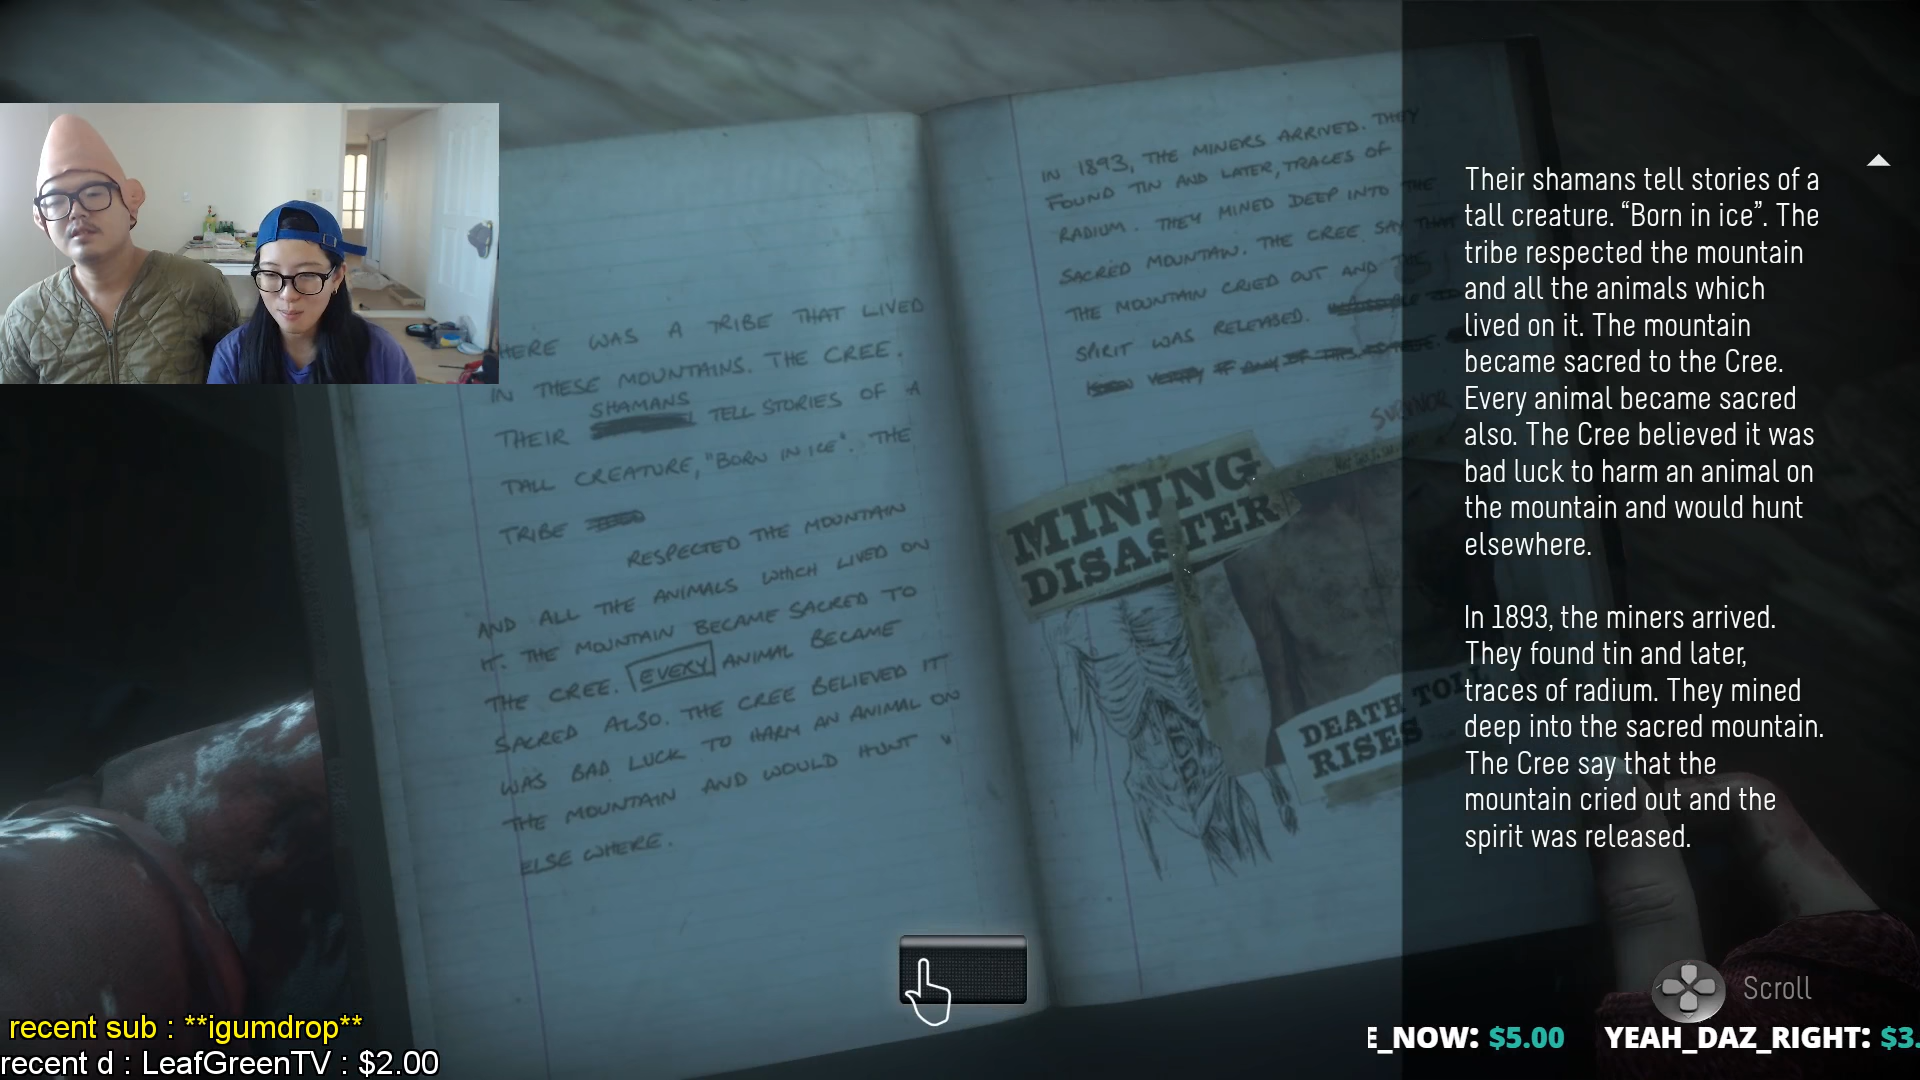 HERE WAS A TRIBE THAT LIVED
IN THESE MOUNTAINS. THE CREE.
SHAMANS
THEIR TELL STORIES OF A
TALL CREATURE, "BORN IN ICE". THE
TRIBE
RESPECTED THE MOUNTAIN
AND ALL THE ANIMALS WHICH LIVED ON
IT. THE MOUNTAIN BECAME SACRED TO
THE CREE. EVERY ANIMAL BECAME
SACRED ALSO. THE CREE BELIEVED IT
WAS BAD LUCK TO HARM AN ANIMAL ON
THE MOUNTAIN AND WOULD HUNT
ELSE WHERE.
IN 1893, THE MINERS ARRIVED. THEY
FOUND TIN AND LATER, TRACES OF
RADIUM. THEY MINED DEEP INTO THE
SACRED MOUNTAIN. THE CREE SAY THAT
THE MOUNTAIN CRIED OUT AND THE
SPIRIT WAS RELEASED.
SURVIVOR
MINING
DISASTER
DEATH TOLL
RISES
Their shamans tell stories of a
tall creature. “Born in ice”. The
tribe respected the mountain
and all the animals which
lived on it. The mountain
became sacred to the Cree.
Every animal became sacred
also. The Cree believed it was
bad luck to harm an animal on
the mountain and would hunt
elsewhere.
In 1893, the miners arrived.
They found tin and later,
traces of radium. They mined
deep into the sacred mountain.
The Cree say that the
mountain cried out and the
spirit was released.
Scroll
recent sub : **igumdrop**
recent d : LeafGreenTV : $2.00
E_NOW: $5.00 YEAH_DAZ_RIGHT: $3.